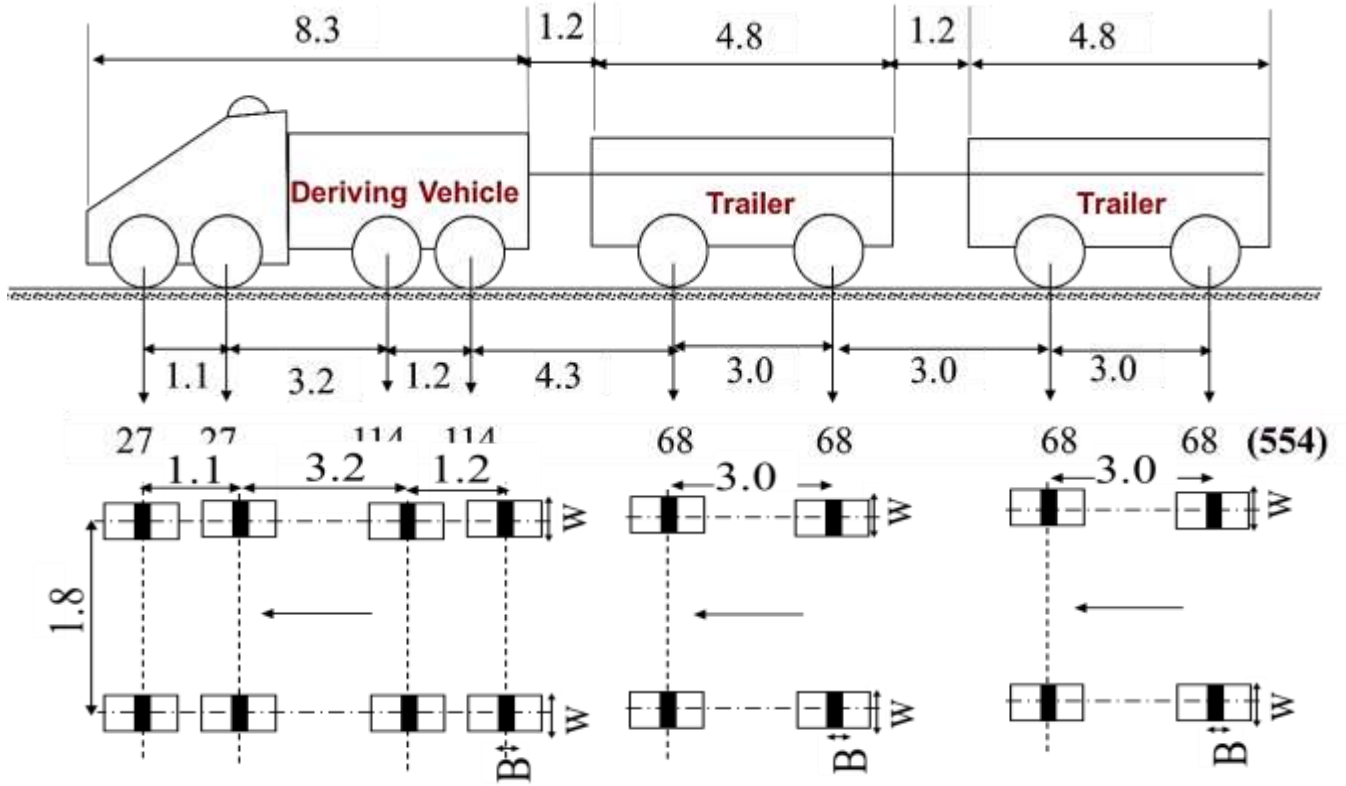 8.3 1.2 4.8 1.2 4.8
Deriving Vehicle Trailer Trailer
1.1 3.2 1.2 4.3 3.0 3.0 3.0
27 27 114 114 68 68 68 68 (554)
1.1 3.2 1.2 3.0 3.0
W W W
1.8
W W W
B B B